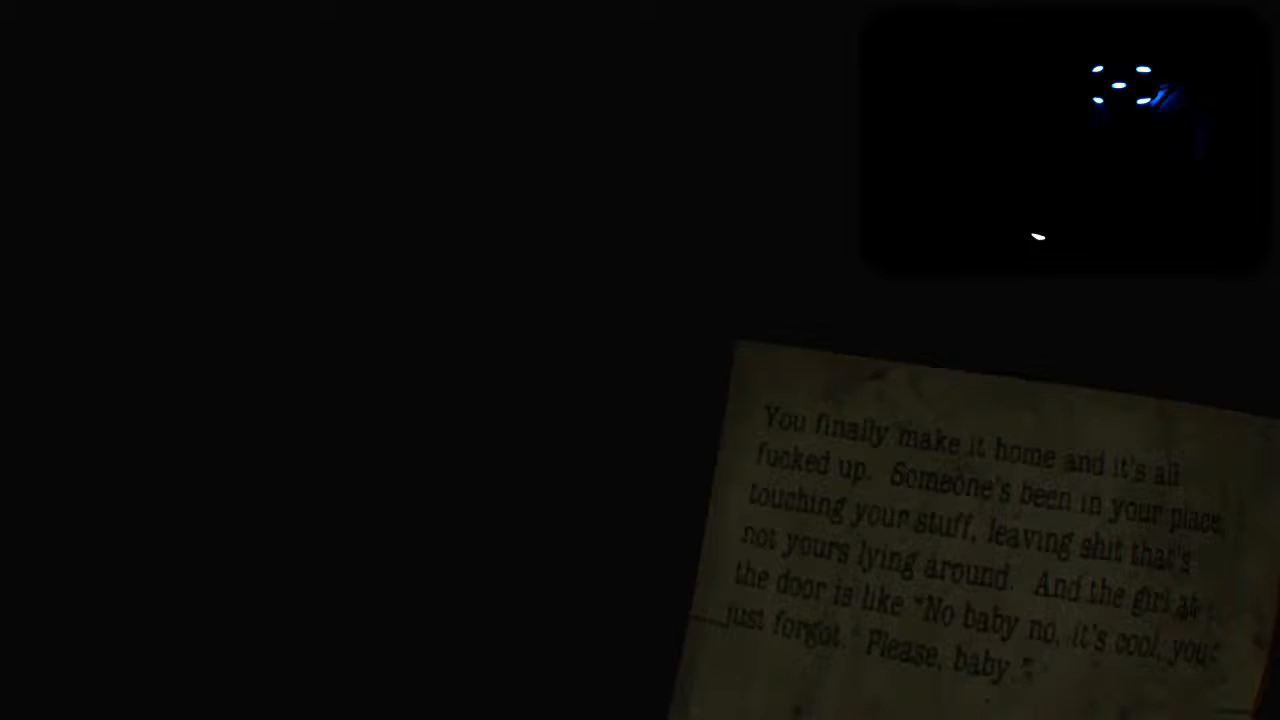 You finally make it home and it's all
fucked up. Someone's been in your place,
touching your stuff, leaving shit that's
not yours lying around. And the girl at
the door is like "No baby no, it's cool, you
just forgot. Please, baby."